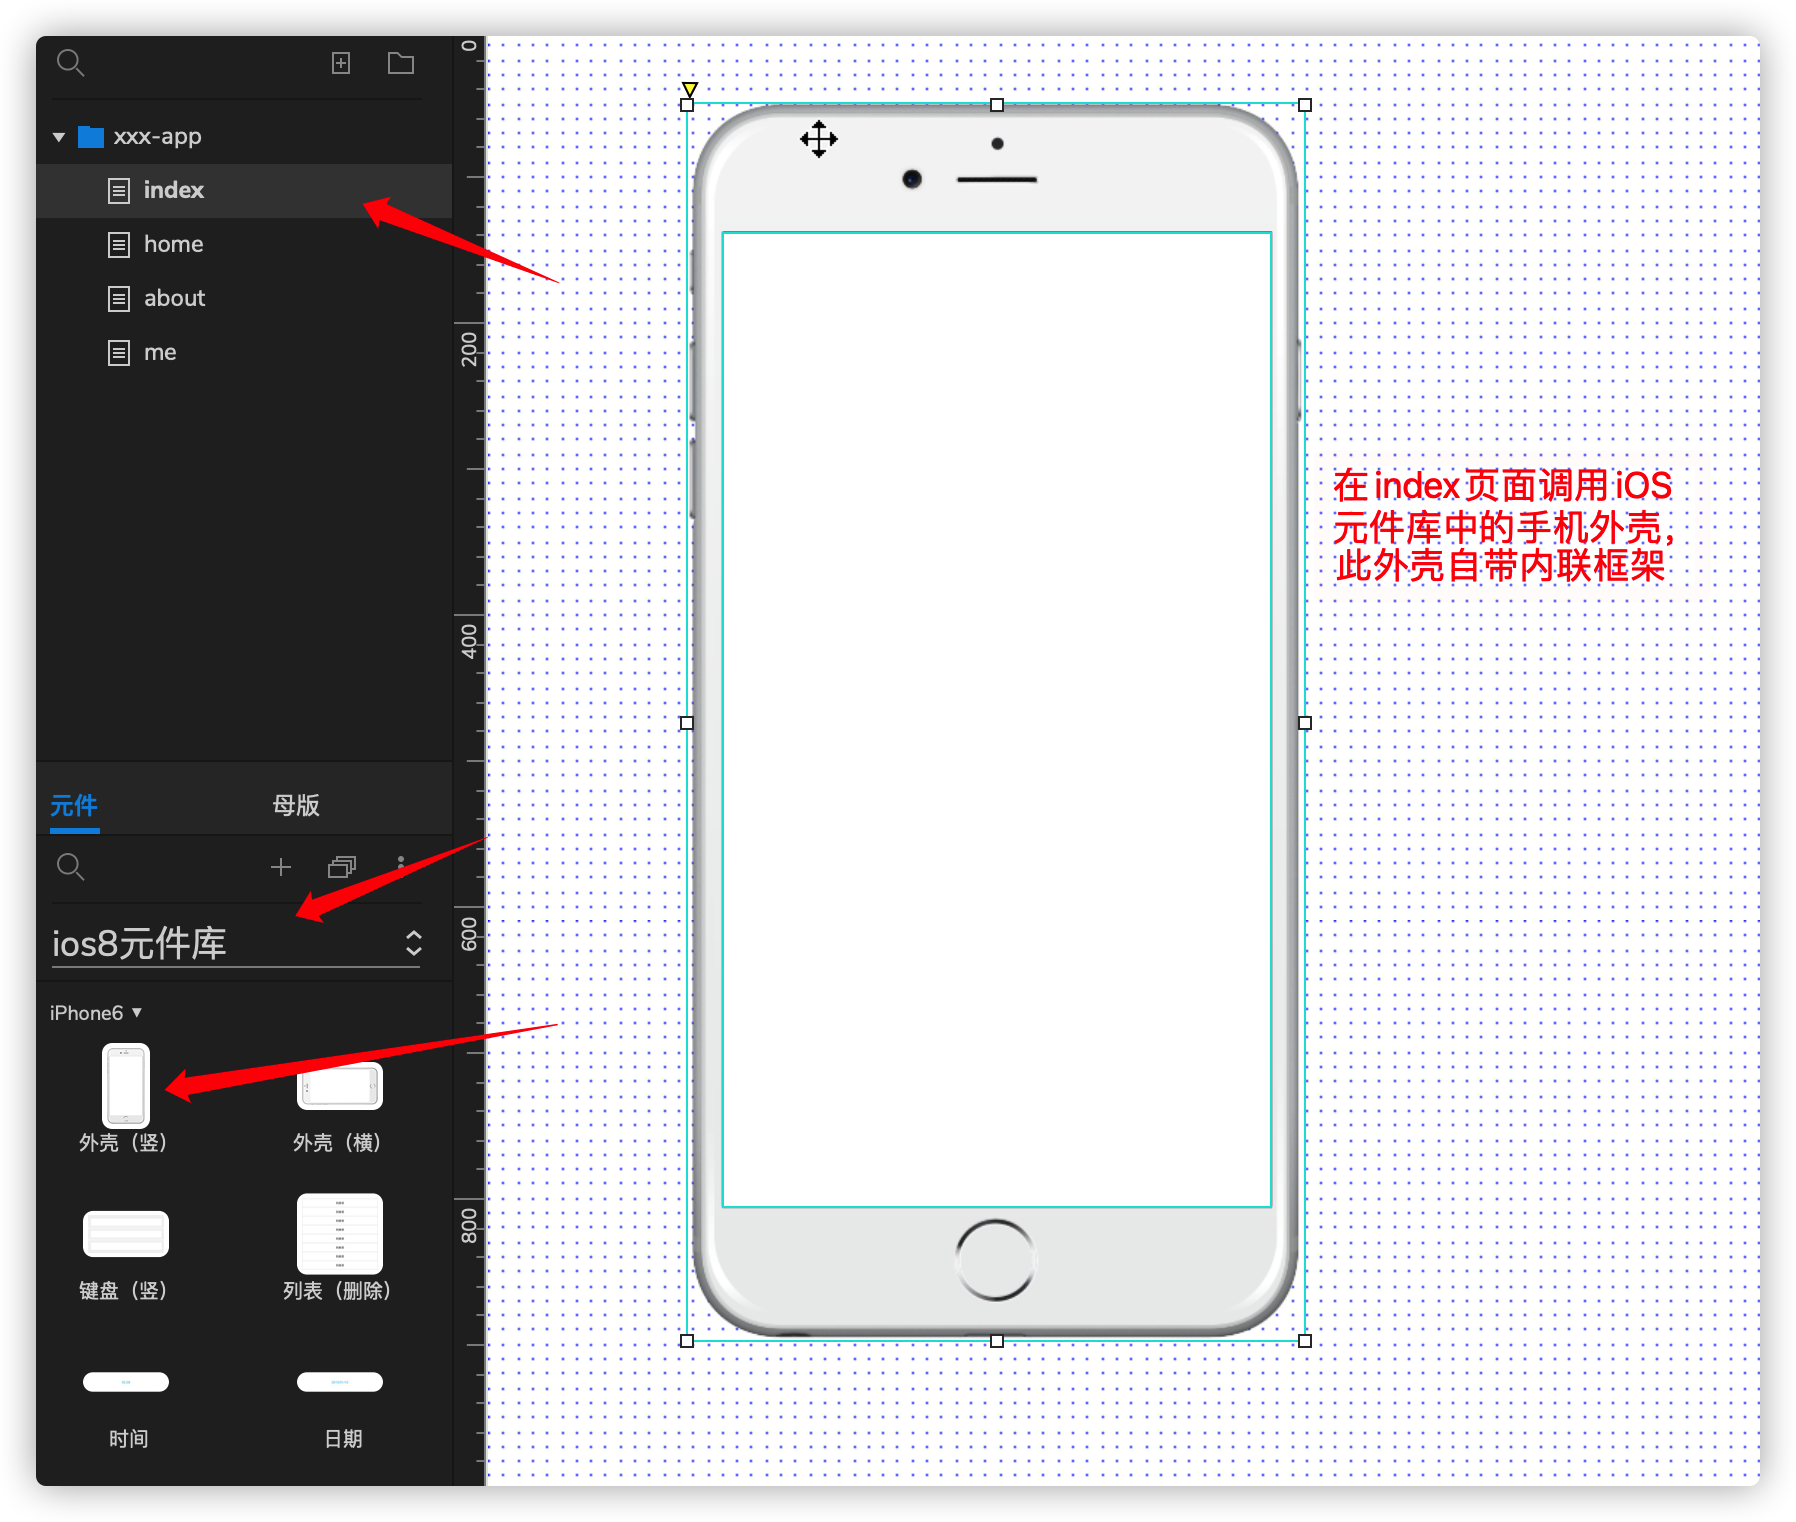 xxx-app
index
home
about
me
元件
母版
ios8元件库
iPhone6
外壳（竖）
外壳（横）
键盘（竖）
列表（删除）
时间
日期
0
200
400
600
800
在index页面调用iOS
元件库中的手机外壳，
此外壳自带内联框架